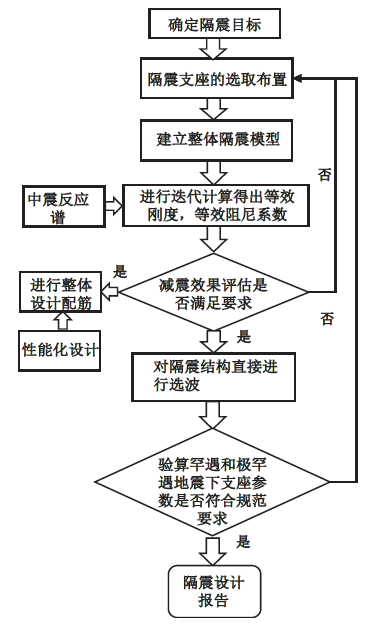 确定隔震目标
隔震支座的选取布置
建立整体隔震模型
否
中震反应
谱
进行迭代计算得出等效
刚度，等效阻尼系数
是
减震效果评估是
否满足要求
进行整体
设计配筋
否
是
性能化设计
对隔震结构直接进
行选波
验算罕遇和极罕
遇地震下支座参
数是否符合规范
要求
是
隔震设计
报告